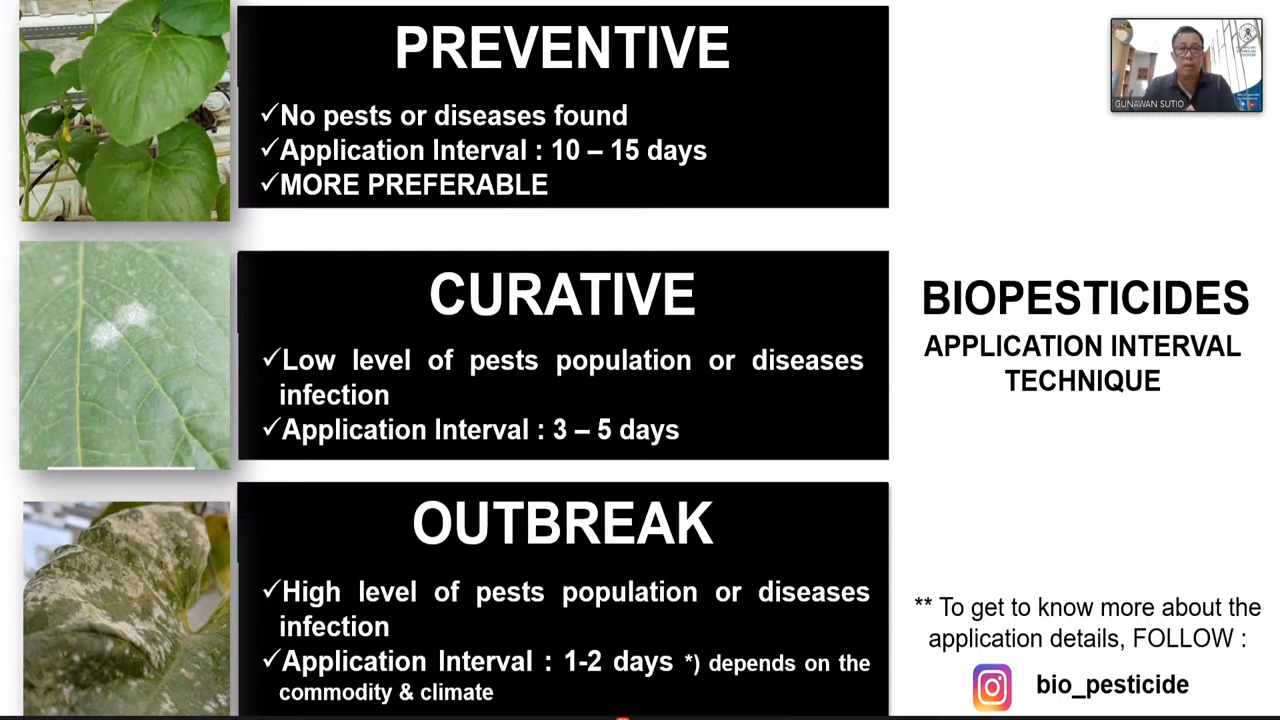 PREVENTIVE
✓No pests or diseases found
✓Application Interval : 10 – 15 days
✓MORE PREFERABLE
CURATIVE
✓Low level of pests population or diseases
infection
✓Application Interval : 3 – 5 days
OUTBREAK
✓High level of pests population or diseases
infection
✓Application Interval : 1-2 days *) depends on the
commodity & climate
GUNAWAN SUTIO
BIOPESTICIDES
APPLICATION INTERVAL
TECHNIQUE
** To get to know more about the
application details, FOLLOW :
bio_pesticide